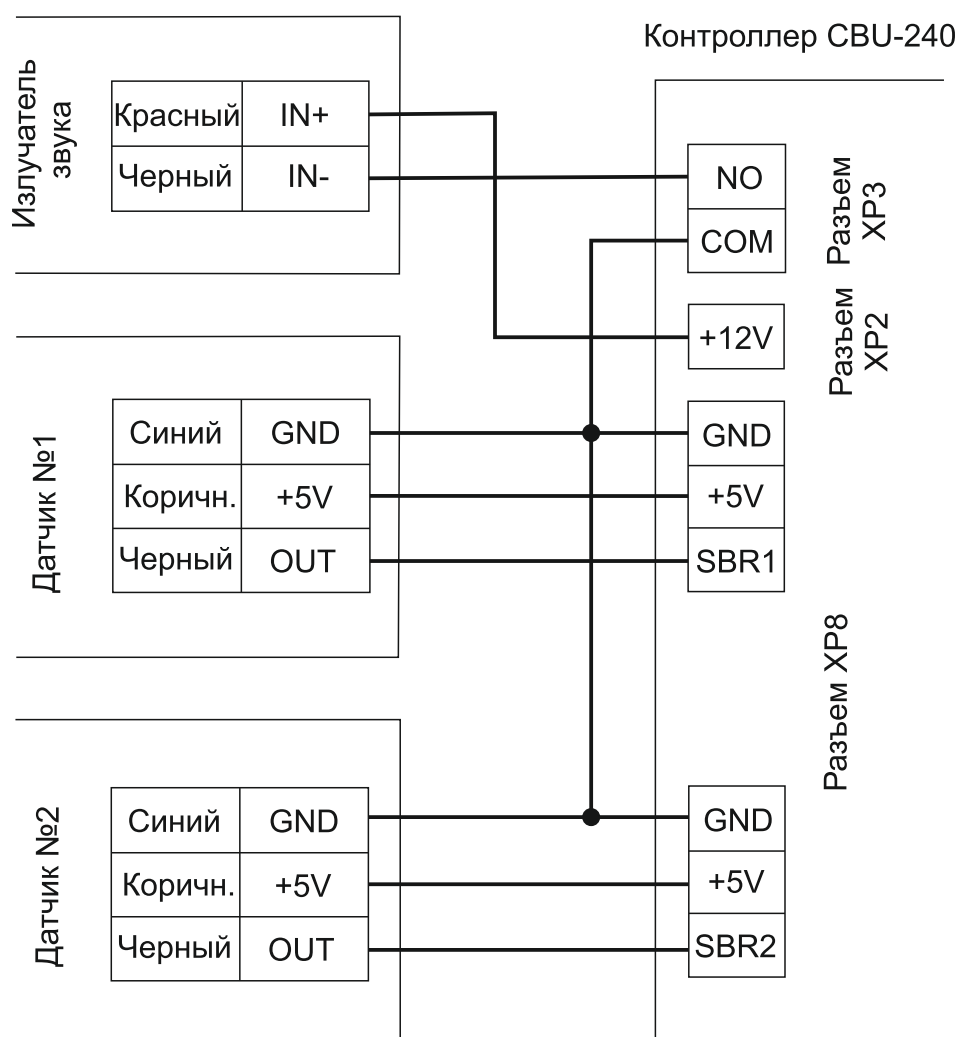 Контроллер CBU-240
Излучатель
звука
Красный IN+
Черный IN-
NO
COM
Разъем
XP3
+12V
Разъем
XP2
Датчик №1
Синий GND
Коричн. +5V
Черный OUT
GND
+5V
SBR1
Разъем XP8
Датчик №2
Синий GND
Коричн. +5V
Черный OUT
GND
+5V
SBR2